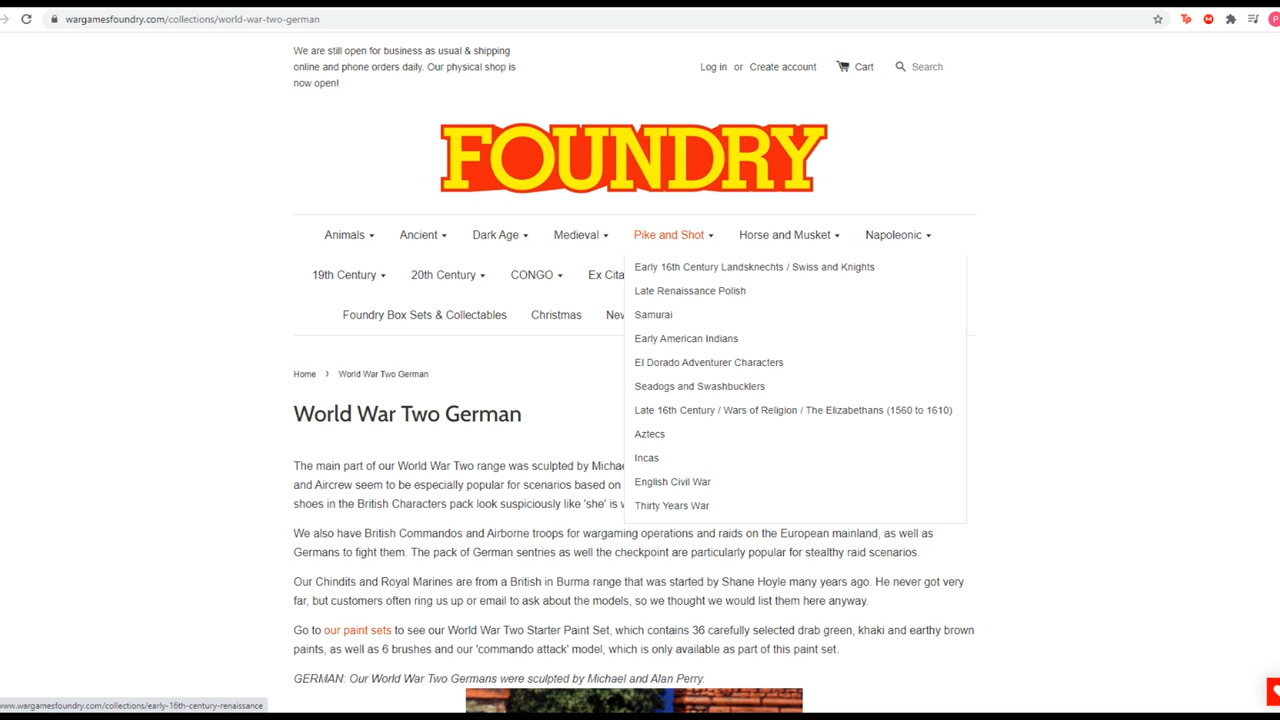 wargamesfoundry.com/collections/world-war-two-german
We are still open for business as usual & shipping
online and phone orders daily. Our physical shop is
now open!
Log in or Create account Cart Search
FOUNDRY
Animals Ancient Dark Age Medieval Pike and Shot Horse and Musket Napoleonic
19th Century 20th Century CONGO Ex Cita
Foundry Box Sets & Collectables Christmas
Early 16th Century Landsknechts / Swiss and Knights
Late Renaissance Polish
Samurai
Early American Indians
El Dorado Adventurer Characters
Seadogs and Swashbucklers
Late 16th Century / Wars of Religion / The Elizabethans (1560 to 1610)
Aztecs
Incas
English Civil War
Thirty Years War
Home › World War Two German
World War Two German
The main part of our World War Two range was sculpted by Michae
and Aircrew seem to be especially popular for scenarios based on
shoes in the British Characters pack look suspiciously like 'she' is
We also have British Commandos and Airborne troops for wargaming operations and raids on the European mainland, as well as
Germans to fight them. The pack of German sentries as well the checkpoint are particularly popular for stealthy raid scenarios.
Our Chindits and Royal Marines are from a British in Burma range that was started by Shane Hoyle many years ago. He never got very
far, but customers often ring us up or email to ask about the models, so we thought we would list them here anyway.
Go to our paint sets to see our World War Two Starter Paint Set, which contains 36 carefully selected drab green, khaki and earthy brown
paints, as well as 6 brushes and our 'commando attack' model, which is only available as part of this paint set.
GERMAN: Our World War Two Germans were sculpted by Michael and Alan Perry.
www.wargamesfoundry.com/collections/early-16th-century-renaissance